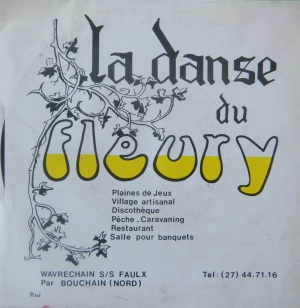 la danse
du
fleury
Plaines de Jeux
Village artisanal
Discothèque
Pêche . Caravaning
Restaurant
Salle pour banquets
WAVRECHAIN S/S FAULX
Par BOUCHAIN (NORD)
Tel: (27) 44.71.16